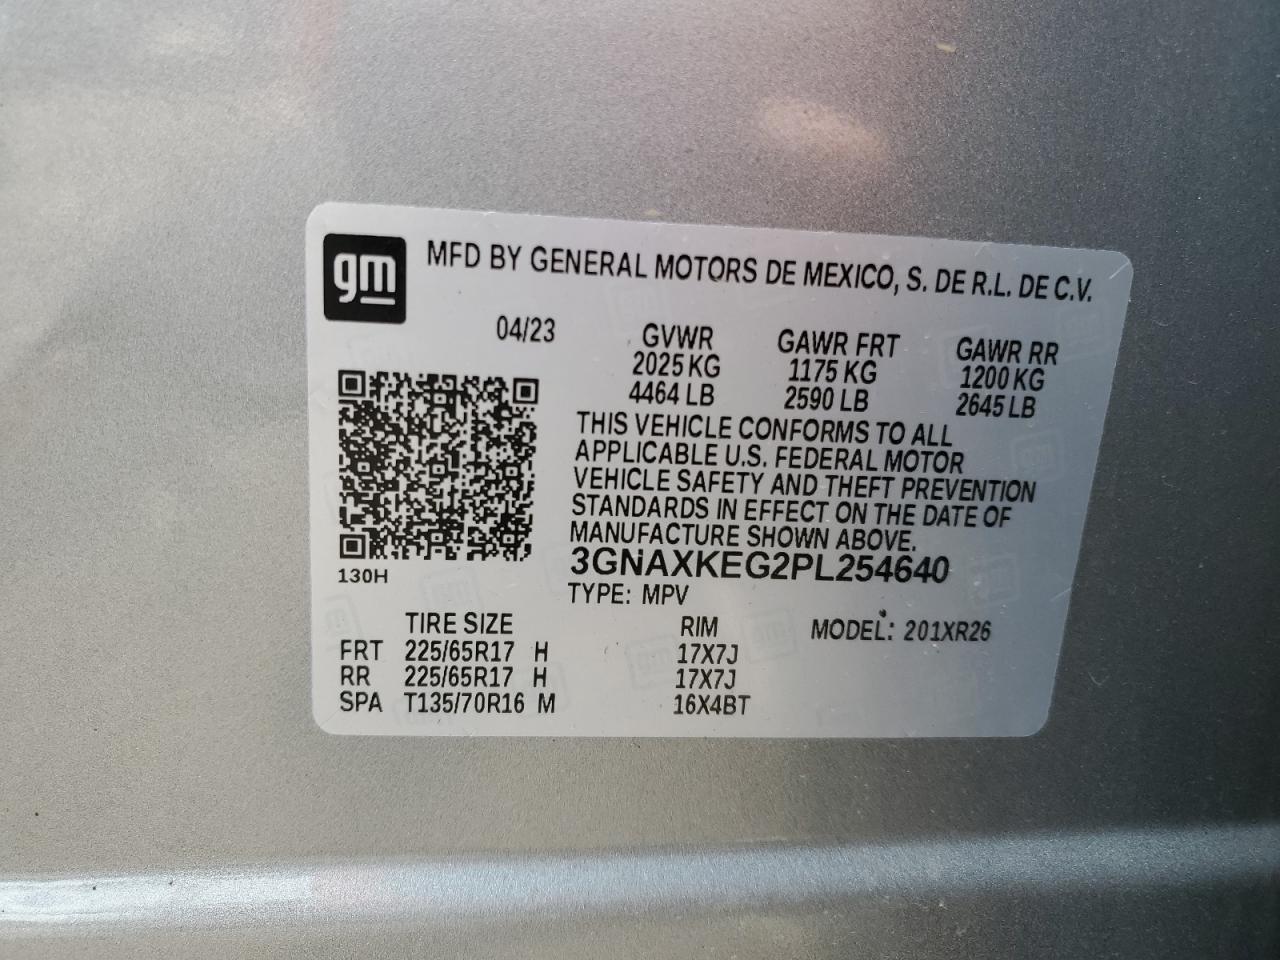 gm
MFD BY GENERAL MOTORS DE MEXICO, S. DE R.L. DE C.V.
04/23 GVWR GAWR FRT GAWR RR
2025 KG 1175 KG 1200 KG
4464 LB 2590 LB 2645 LB
THIS VEHICLE CONFORMS TO ALL
APPLICABLE U.S. FEDERAL MOTOR
VEHICLE SAFETY AND THEFT PREVENTION
STANDARDS IN EFFECT ON THE DATE OF
MANUFACTURE SHOWN ABOVE.
3GNAXKEG2PL254640
130H
TYPE: MPV
TIRE SIZE RIM MODEL: 201XR26
FRT 225/65R17 H 17X7J
RR 225/65R17 H 17X7J
SPA T135/70R16 M 16X4BT